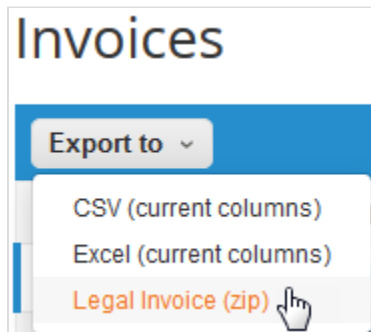 Invoices
Export to
CSV (current columns)
Excel (current columns)
Legal Invoice (zip)